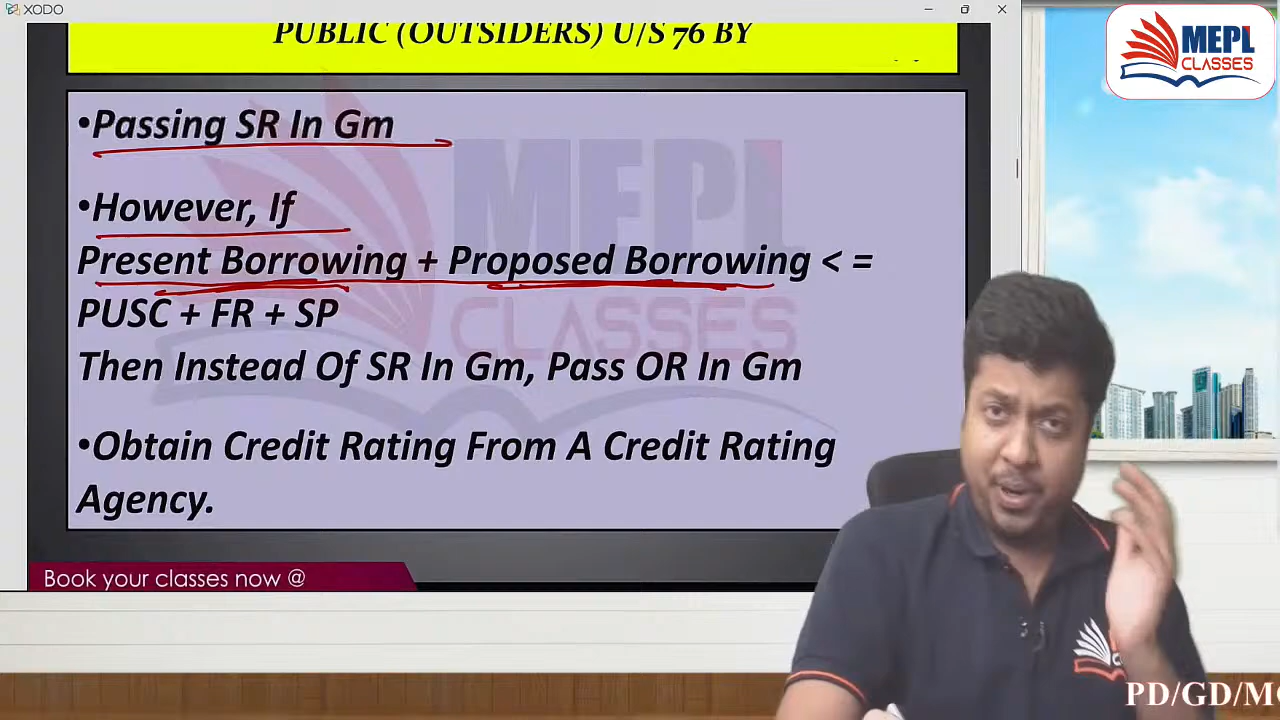 XODO
PUBLIC (OUTSIDERS) U/S 76 BY
MEPL
CLASSES
•Passing SR In Gm
•However, If
Present Borrowing + Proposed Borrowing < =
PUSC + FR + SP
Then Instead Of SR In Gm, Pass OR In Gm
•Obtain Credit Rating From A Credit Rating
Agency.
MEPL
CLASSES
Book your classes now @
PD/GD/M